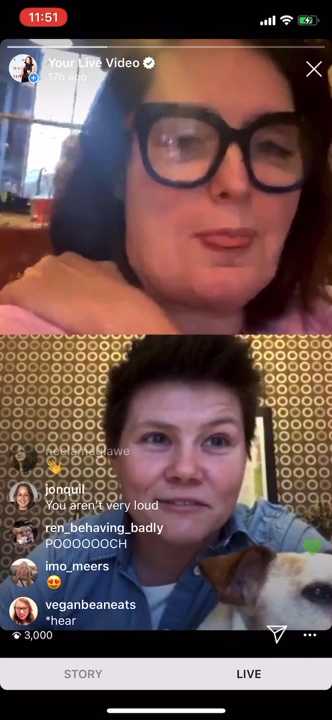 11:51
Your Live Video
17h ago
neelamaglawe
jonquil
You aren't very loud
ren_behaving_badly
POOOOOOCH
imo_meers
veganbeaneats
*hear
3,000
STORY
LIVE